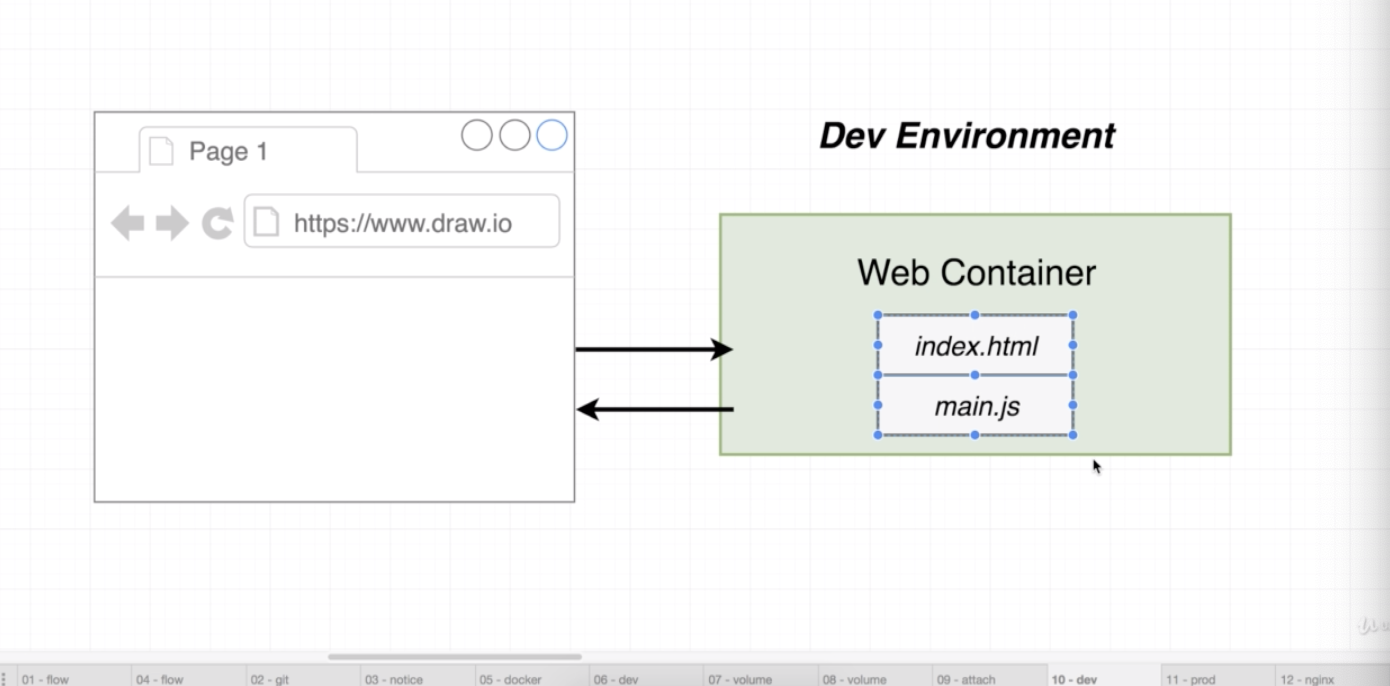 Page 1
https://www.draw.io
Dev Environment
Web Container
index.html
main.js
01 - flow
04 - flow
02 - git
03 - notice
05 - docker
06 - dev
07 - volume
08 - volume
09 - attach
10 - dev
11 - prod
12 - nginx